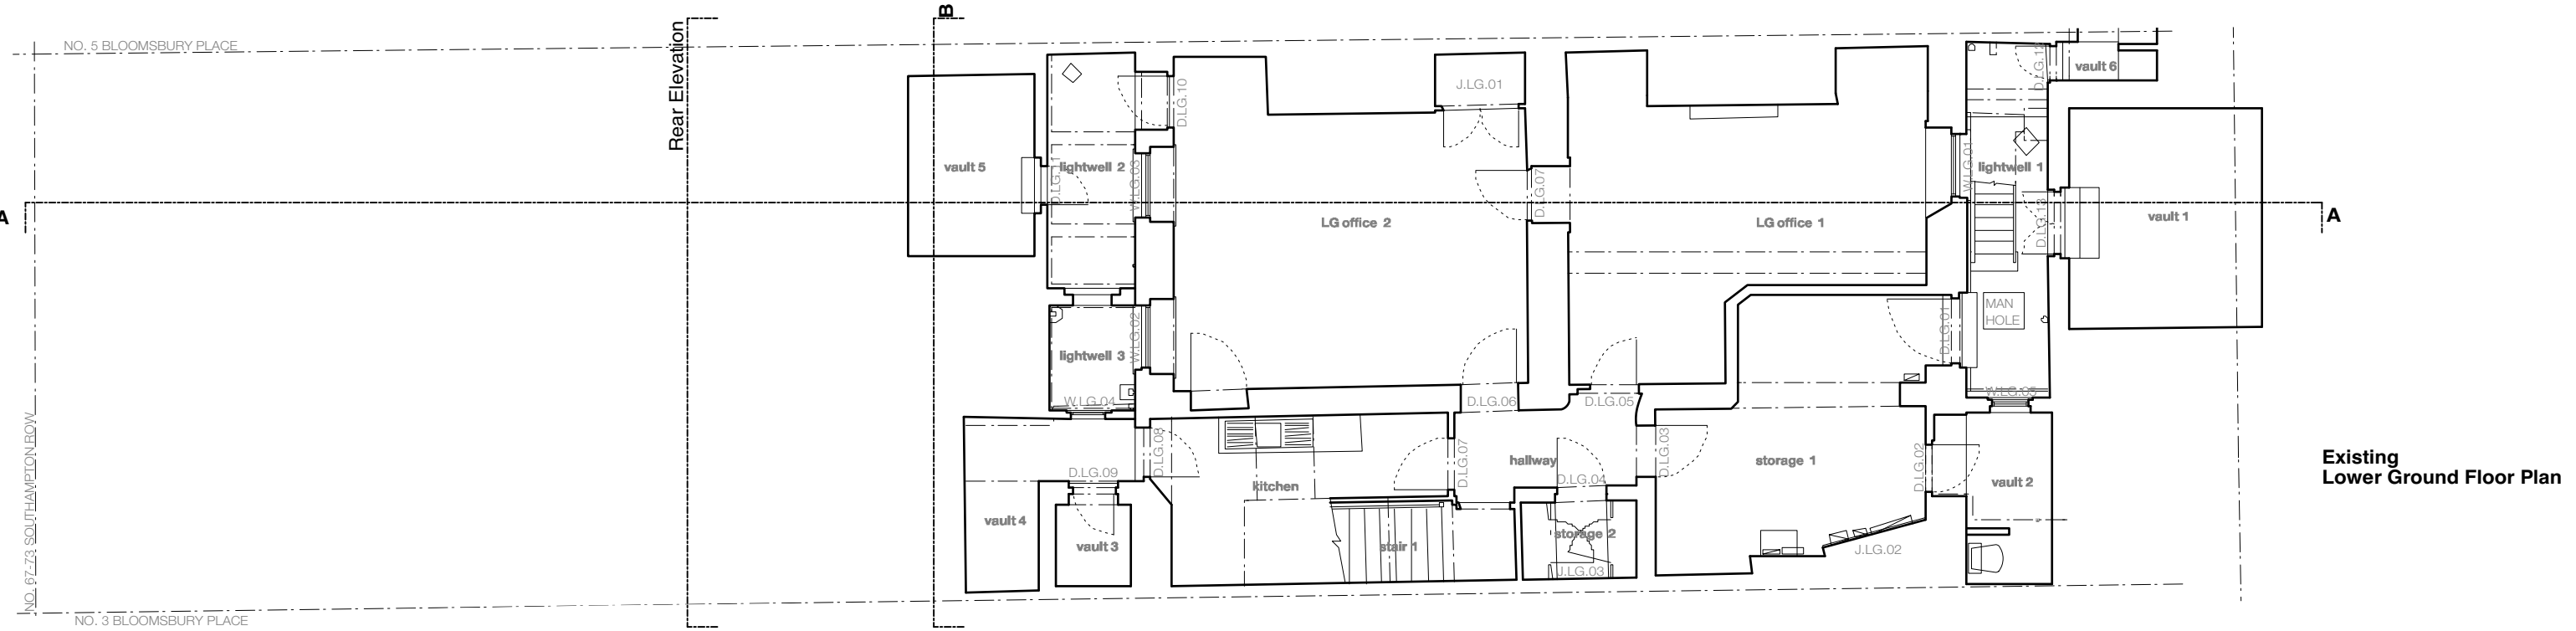 B
NO. 5 BLOOMSBURY PLACE
Rear Elevation
vault 6
D.LG.12
J.LG.01
D.LG.10
vault 5
lightwell 2
D.LG.11
W.LG.03
D.LG.07
W.LG.01
lightwell 1
A
A
LG office 2
LG office 1
D.LG.13
vault 1
MAN
HOLE
D.LG.01
W.LG.02
lightwell 3
W.LG.04
D.LG.06
D.LG.05
W.LG.05
NO. 67-73 SOUTHAMPTON ROW
D.LG.08
D.LG.09
D.LG.07
hallway
D.LG.03
storage 1
D.LG.02
Existing
Lower Ground Floor Plan
kitchen
D.LG.04
vault 2
vault 4
vault 3
stair 1
storage 2
J.LG.02
J.LG.03
NO. 3 BLOOMSBURY PLACE